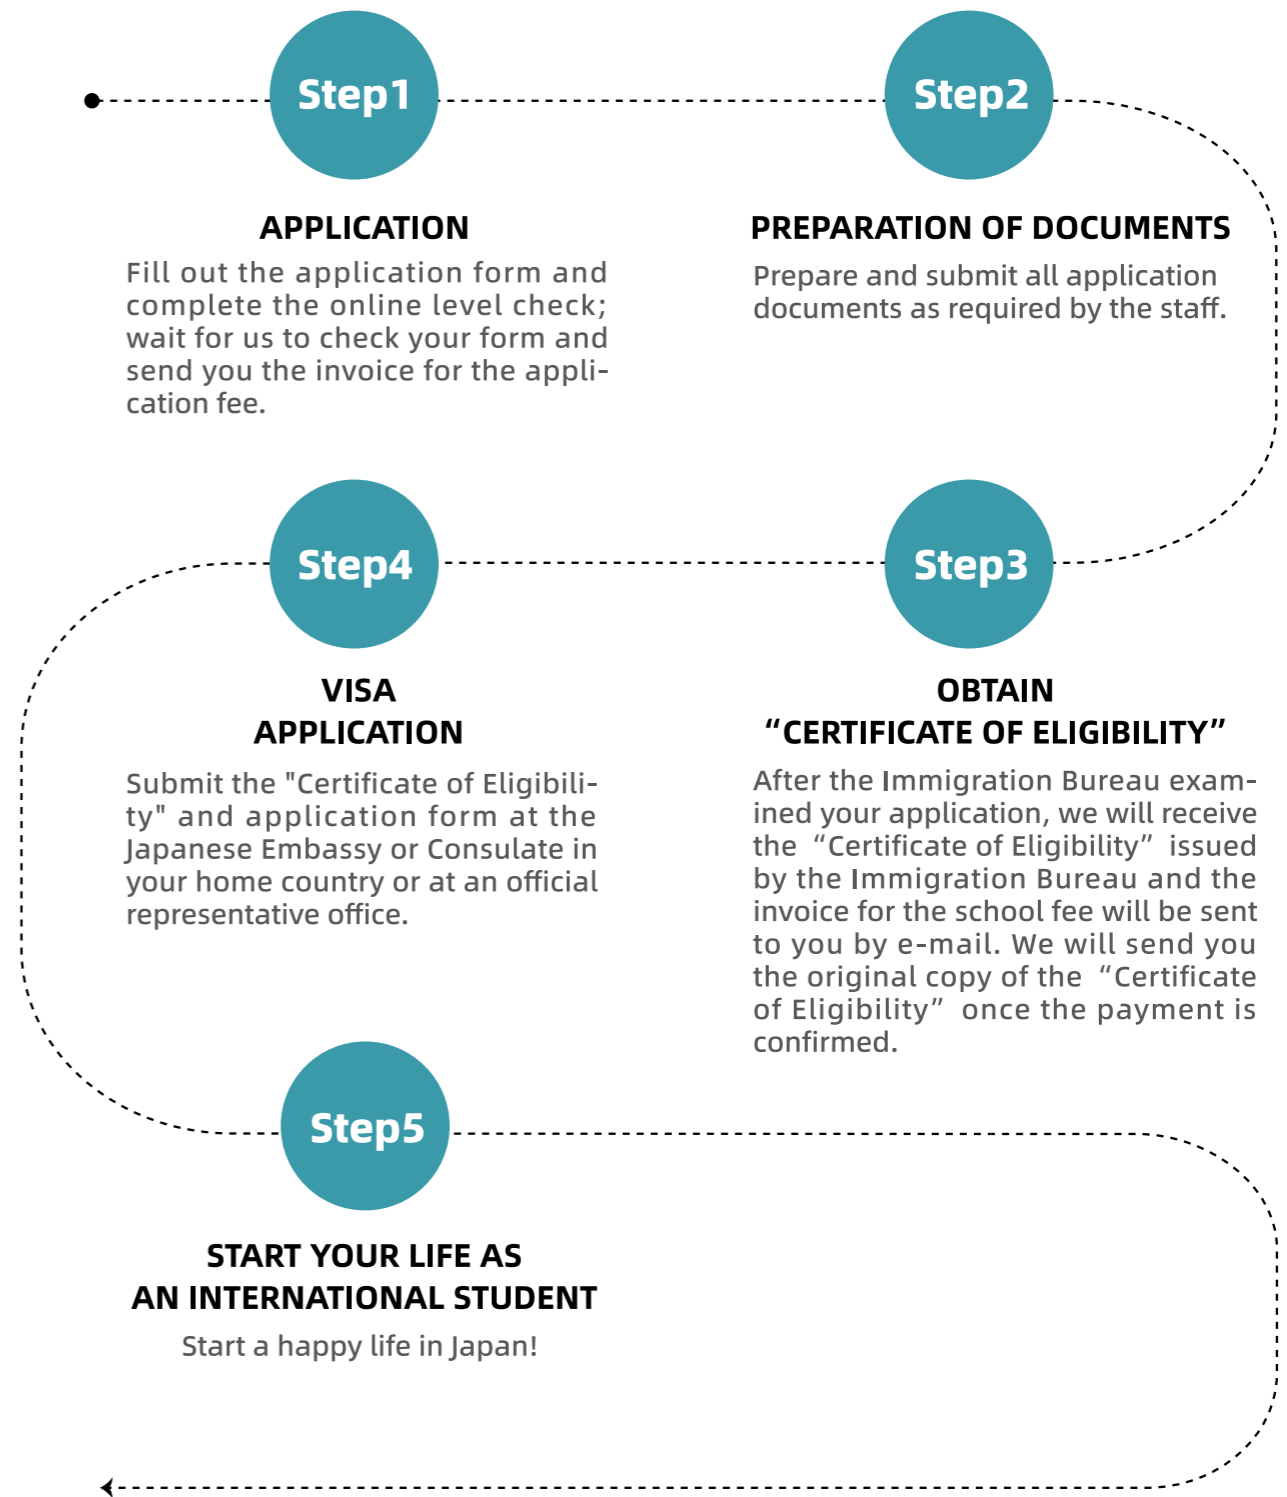 Step1
APPLICATION
Fill out the application form and
complete the online level check;
wait for us to check your form and
send you the invoice for the appli-
cation fee.
Step2
PREPARATION OF DOCUMENTS
Prepare and submit all application
documents as required by the staff.
Step3
OBTAIN
“CERTIFICATE OF ELIGIBILITY”
After the Immigration Bureau exam-
ined your application, we will receive
the “Certificate of Eligibility” issued
by the Immigration Bureau and the
invoice for the school fee will be sent
to you by e-mail. We will send you
the original copy of the “Certificate
of Eligibility” once the payment is
confirmed.
Step4
VISA
APPLICATION
Submit the "Certificate of Eligibili-
ty" and application form at the
Japanese Embassy or Consulate in
your home country or at an official
representative office.
Step5
START YOUR LIFE AS
AN INTERNATIONAL STUDENT
Start a happy life in Japan!